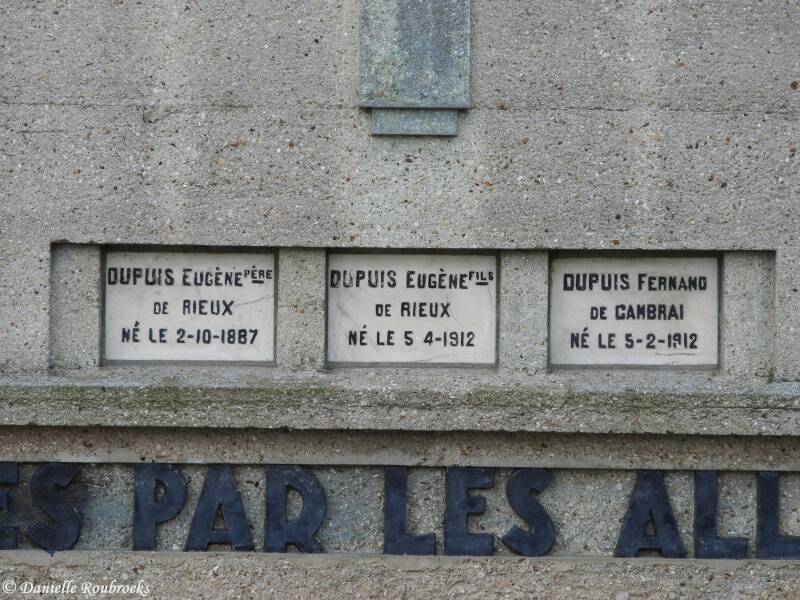 DUPUIS EUGÈNE PÈRE
DE RIEUX
NÉ LE 2-10-1887
DUPUIS EUGÈNE FILS
DE RIEUX
NÉ LE 5 4-1912
DUPUIS FERNAND
DE CAMBRAI
NÉ LE 5-2-1912
ES PAR LES ALL
© Danielle Roubroeks